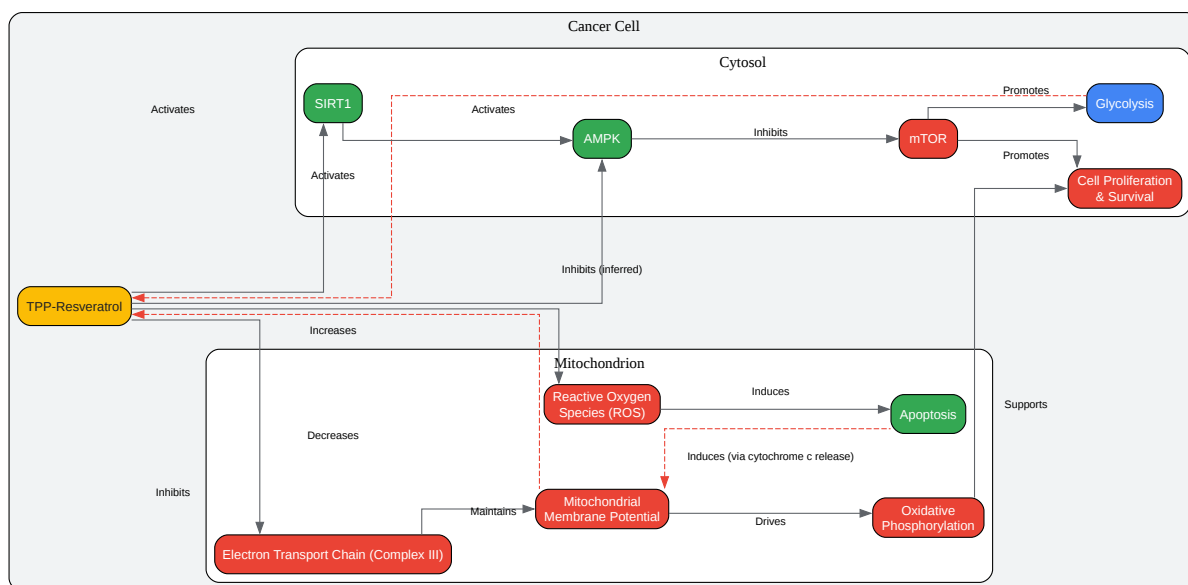 Cancer Cell
Cytosol
Activates
SIRT1
Activates
Promotes
Glycolysis
AMPK
Inhibits
mTOR
Promotes
Activates
Cell Proliferation
& Survival
Inhibits (inferred)
TPP-Resveratrol
Increases
Mitochondrion
Reactive Oxygen
Species (ROS)
Induces
Apoptosis
Supports
Decreases
Induces (via cytochrome c release)
Inhibits
Maintains
Mitochondrial
Membrane Potential
Drives
Oxidative
Phosphorylation
Electron Transport Chain (Complex III)